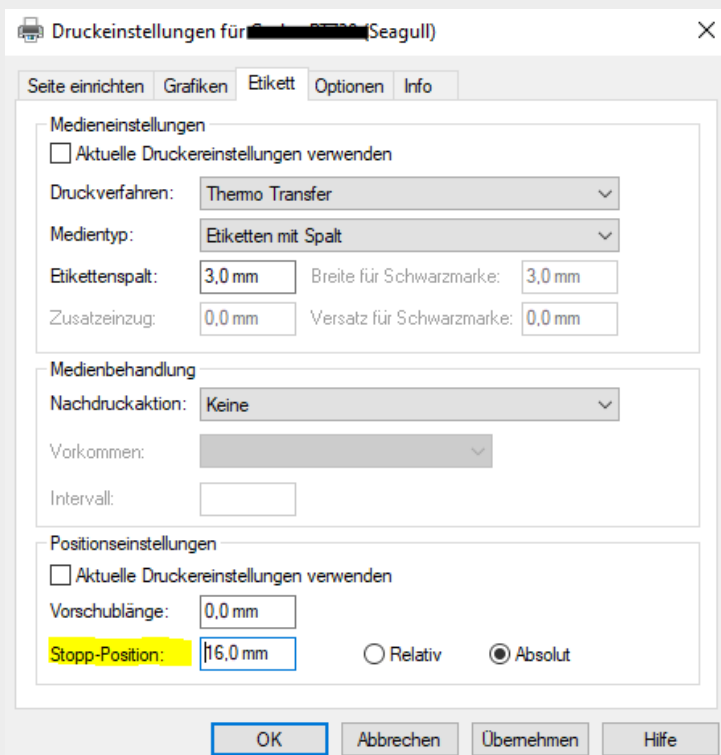 Druckeinstellungen für (Seagull)
Seite einrichten Grafiken Etikett Optionen Info
Medieneinstellungen
Aktuelle Druckereinstellungen verwenden
Druckverfahren: Thermo Transfer
Medientyp: Etiketten mit Spalt
Etikettenspalt: 3,0 mm Breite für Schwarzmarke: 3,0 mm
Zusatzeinzug: 0,0 mm Versatz für Schwarzmarke: 0,0 mm
Medienbehandlung
Nachdruckaktion: Keine
Vorkommen:
Intervall:
Positionseinstellungen
Aktuelle Druckereinstellungen verwenden
Vorschublänge: 0,0 mm
Stopp-Position: 16,0 mm Relativ Absolut
OK Abbrechen Übernehmen Hilfe